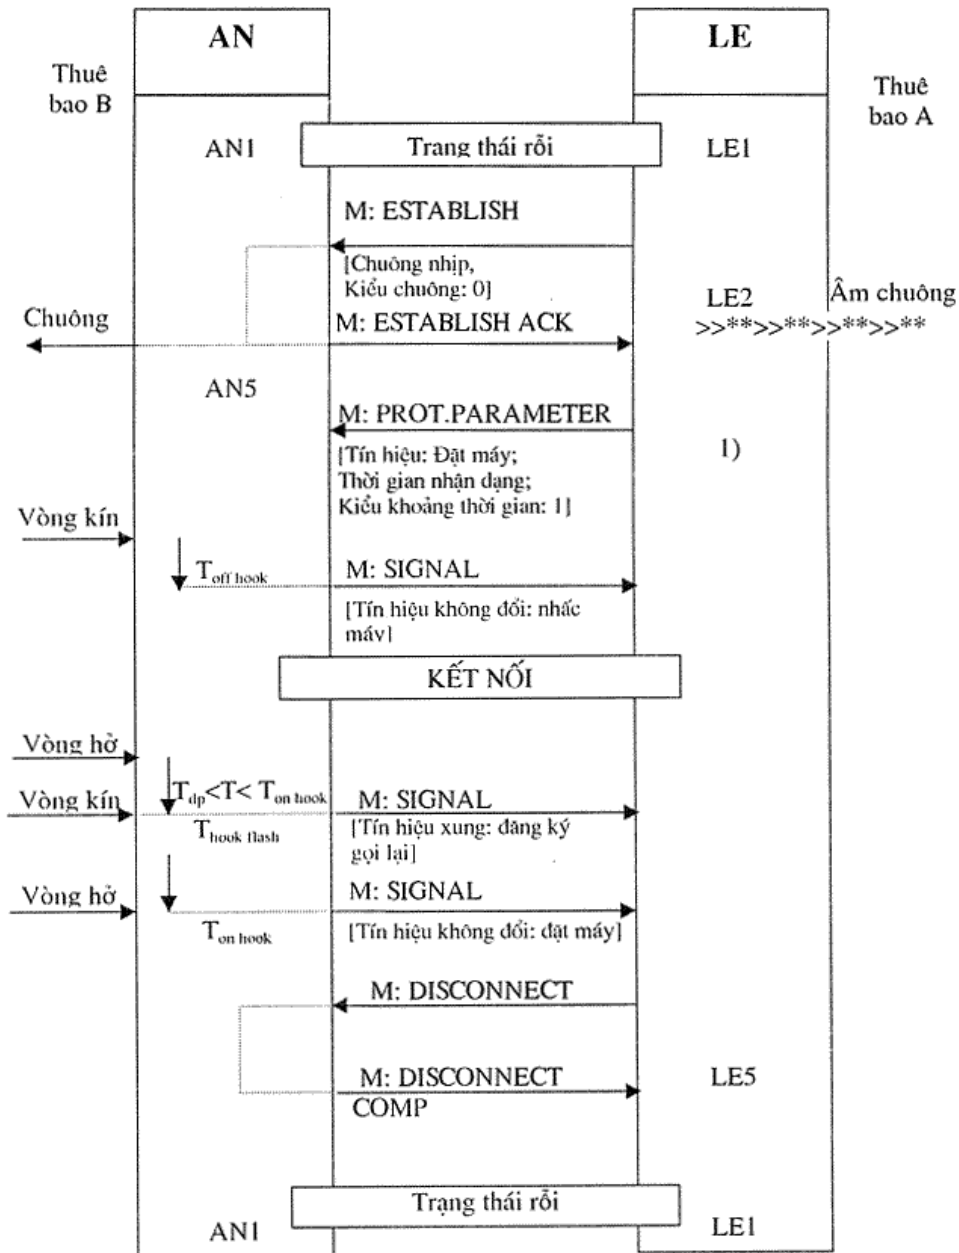 AN
LE
Thuê
bao B
Thuê
bao A
AN1
Trang thái rỗi
LE1
M: ESTABLISH
[Chuông nhịp,
Kiểu chuông: 0]
LE2
Âm chuông
Chuông
M: ESTABLISH ACK
>>**>>**>>**>>**
AN5
M: PROT.PARAMETER
1)
[Tín hiệu: Đặt máy;
Thời gian nhận dạng;
Kiểu khoảng thời gian: 1]
Vòng kín
T off hook
M: SIGNAL
[Tín hiệu không đổi: nhấc
máy]
KẾT NỐI
Vòng hở
Vòng kín
T dp<T< T on hook
M: SIGNAL
T hook flash
[Tín hiệu xung: đăng ký
gọi lại]
Vòng hở
M: SIGNAL
T on hook
[Tín hiệu không đổi: đặt máy]
M: DISCONNECT
M: DISCONNECT
COMP
LE5
Trạng thái rỗi
AN1
LE1